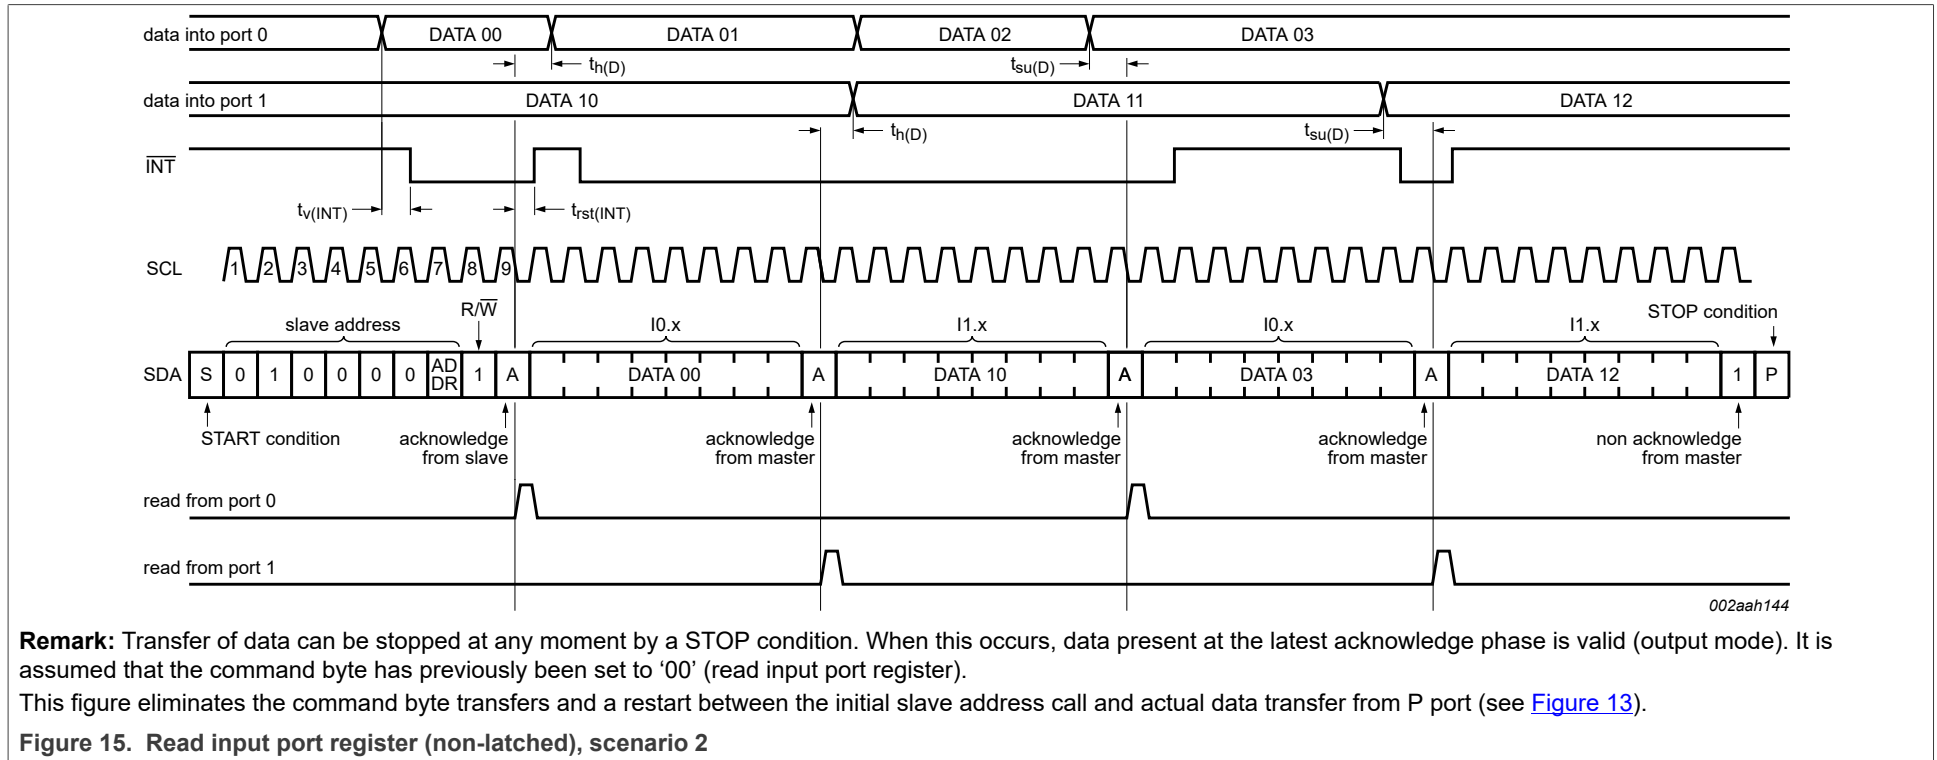 data into port 0 DATA 00 DATA 01 DATA 02 DATA 03
th(D) tsu(D)
data into port 1 DATA 10 DATA 11 DATA 12
th(D) tsu(D)
INT
tv(INT) trst(INT)
SCL 1 2 3 4 5 6 7 8 9
R/W STOP condition
slave address I0.x I1.x I0.x I1.x
SDA S 0 1 0 0 0 0 AD DR 1 A DATA 00 A DATA 10 A DATA 03 A DATA 12 1 P
START condition acknowledge from slave acknowledge from master acknowledge from master acknowledge from master non acknowledge from master
read from port 0
read from port 1
002aah144
Remark: Transfer of data can be stopped at any moment by a STOP condition. When this occurs, data present at the latest acknowledge phase is valid (output mode). It is
assumed that the command byte has previously been set to ‘00’ (read input port register).
This figure eliminates the command byte transfers and a restart between the initial slave address call and actual data transfer from P port (see Figure 13).
Figure 15. Read input port register (non-latched), scenario 2